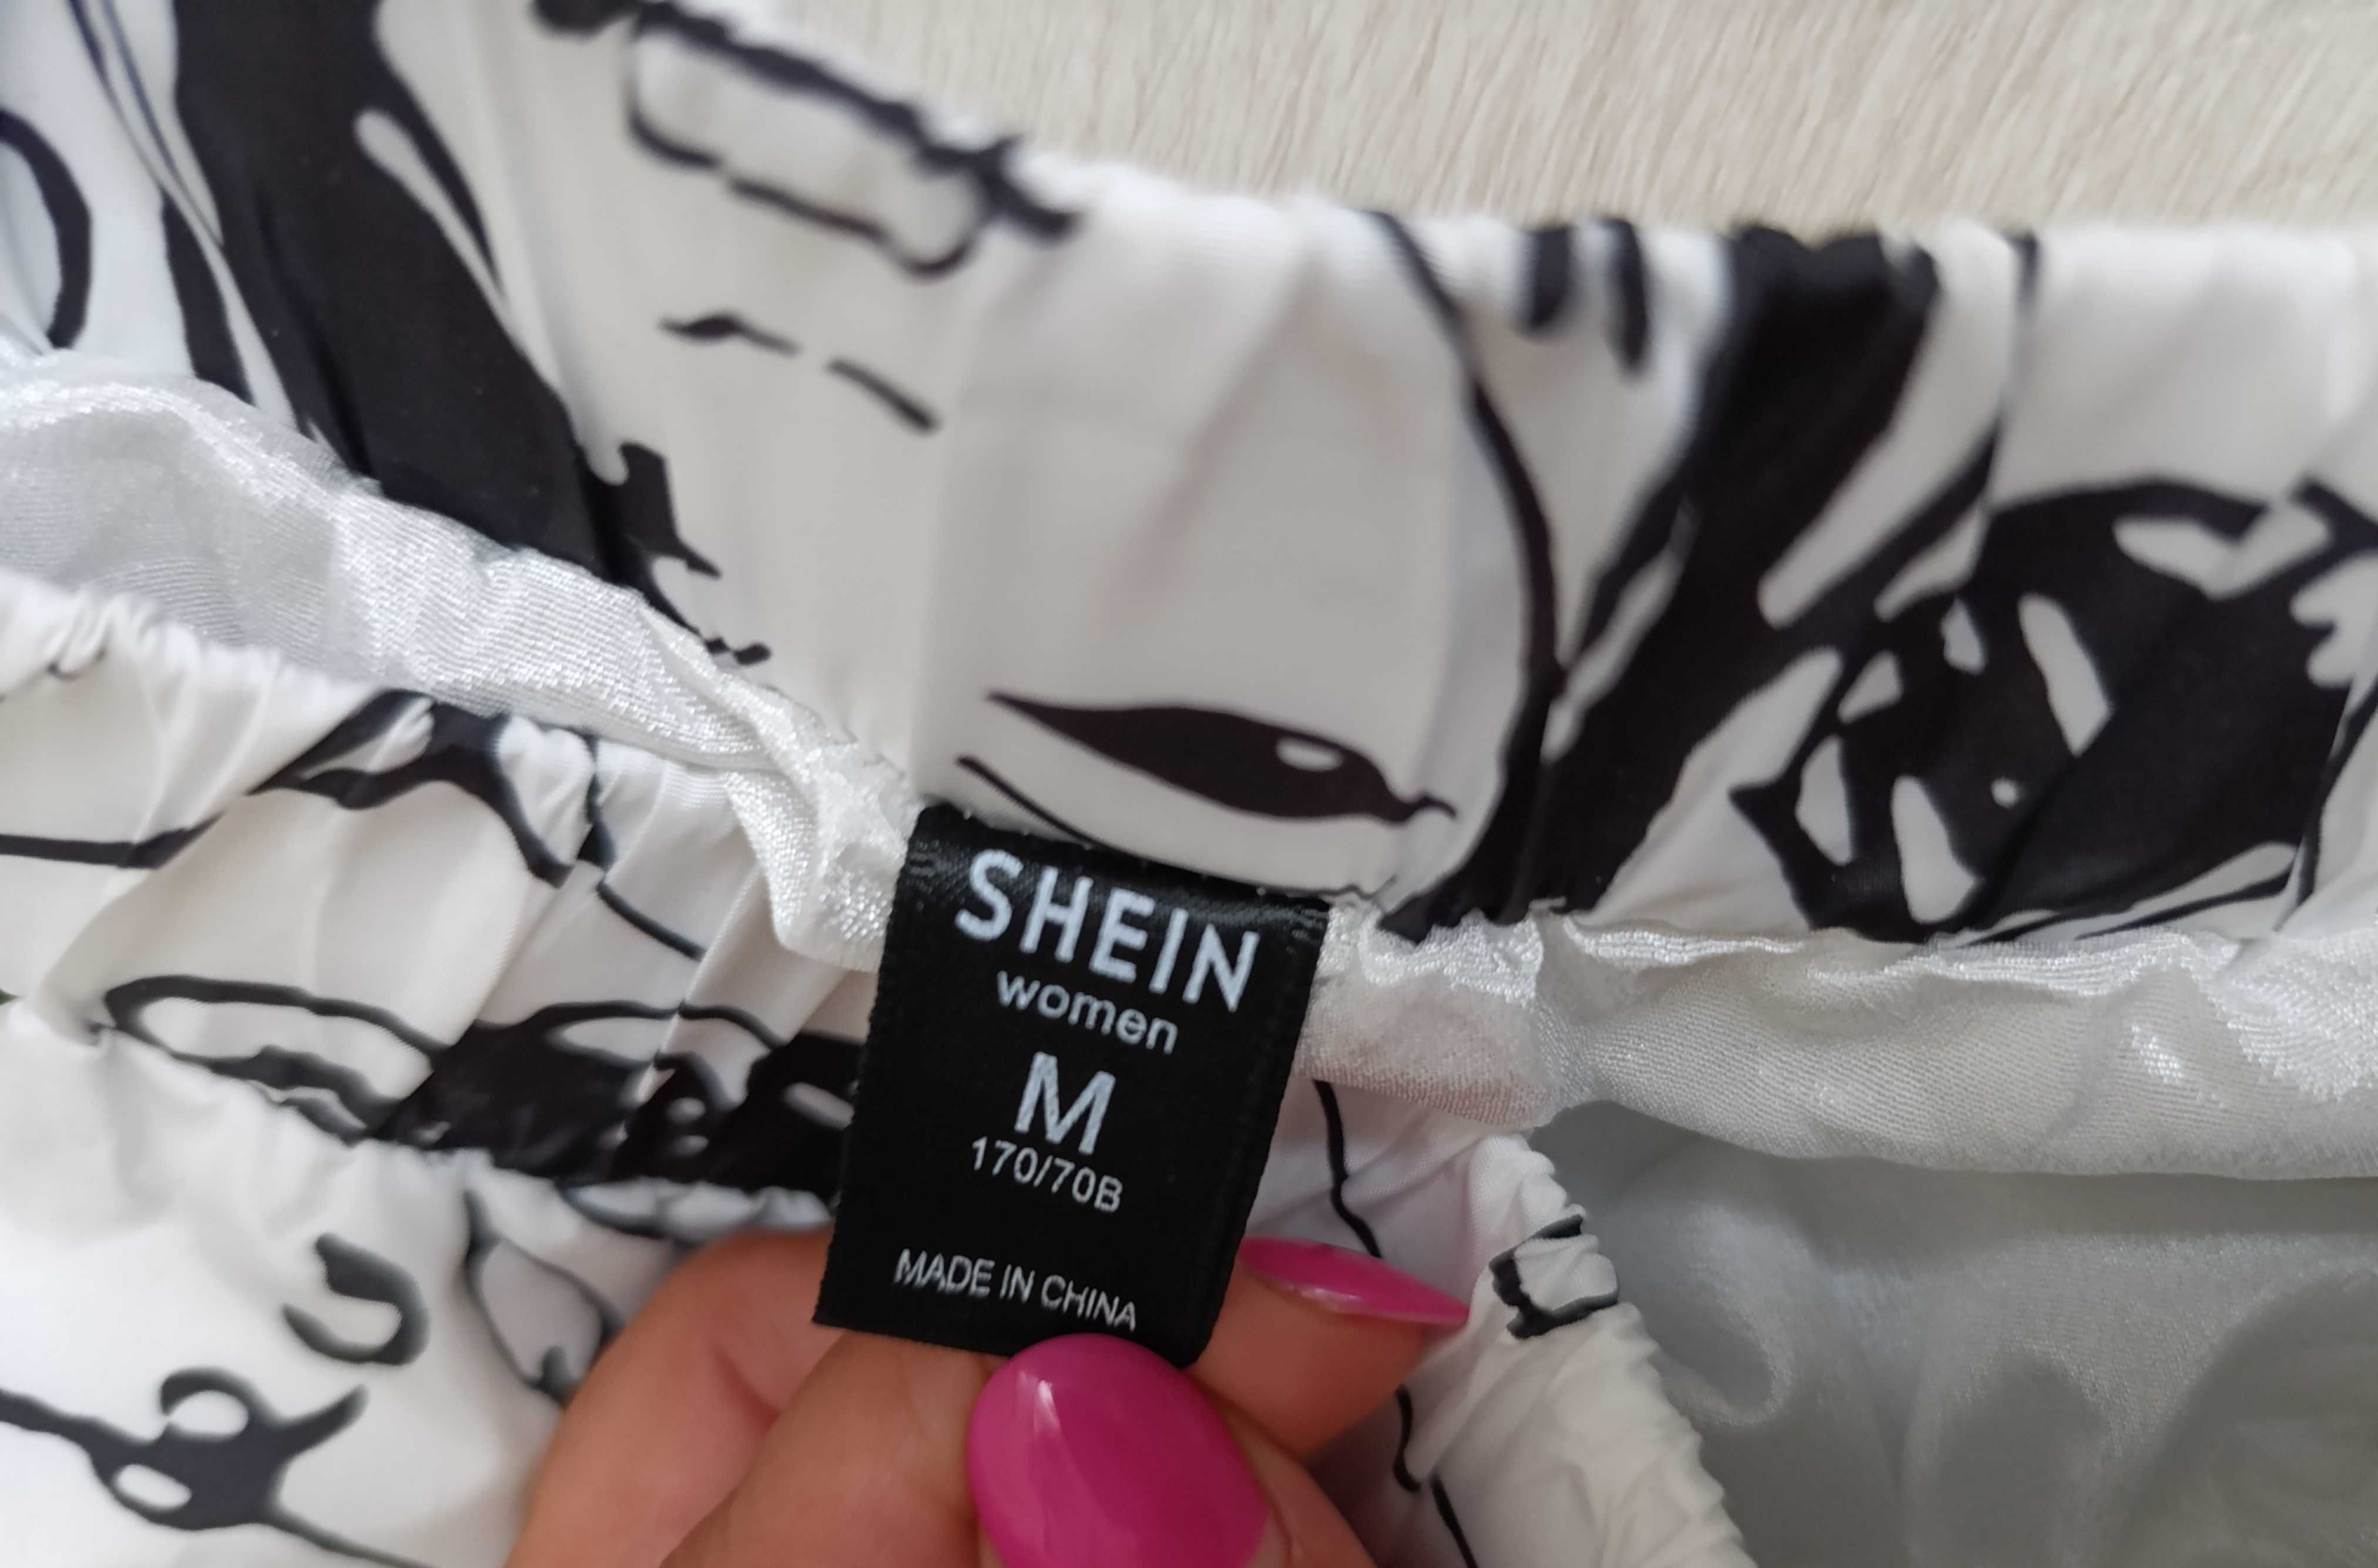 SHEIN
women
M
170/70B
MADE IN CHINA